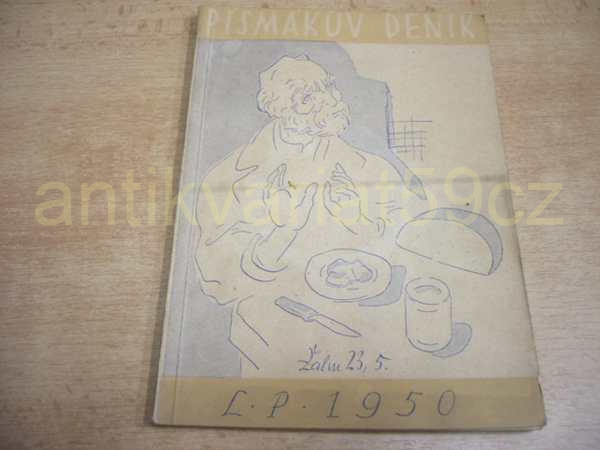 PÍSMÁKŮV DENÍK
antikvariat59cz
Žalm 23, 5.
L. P. 1950